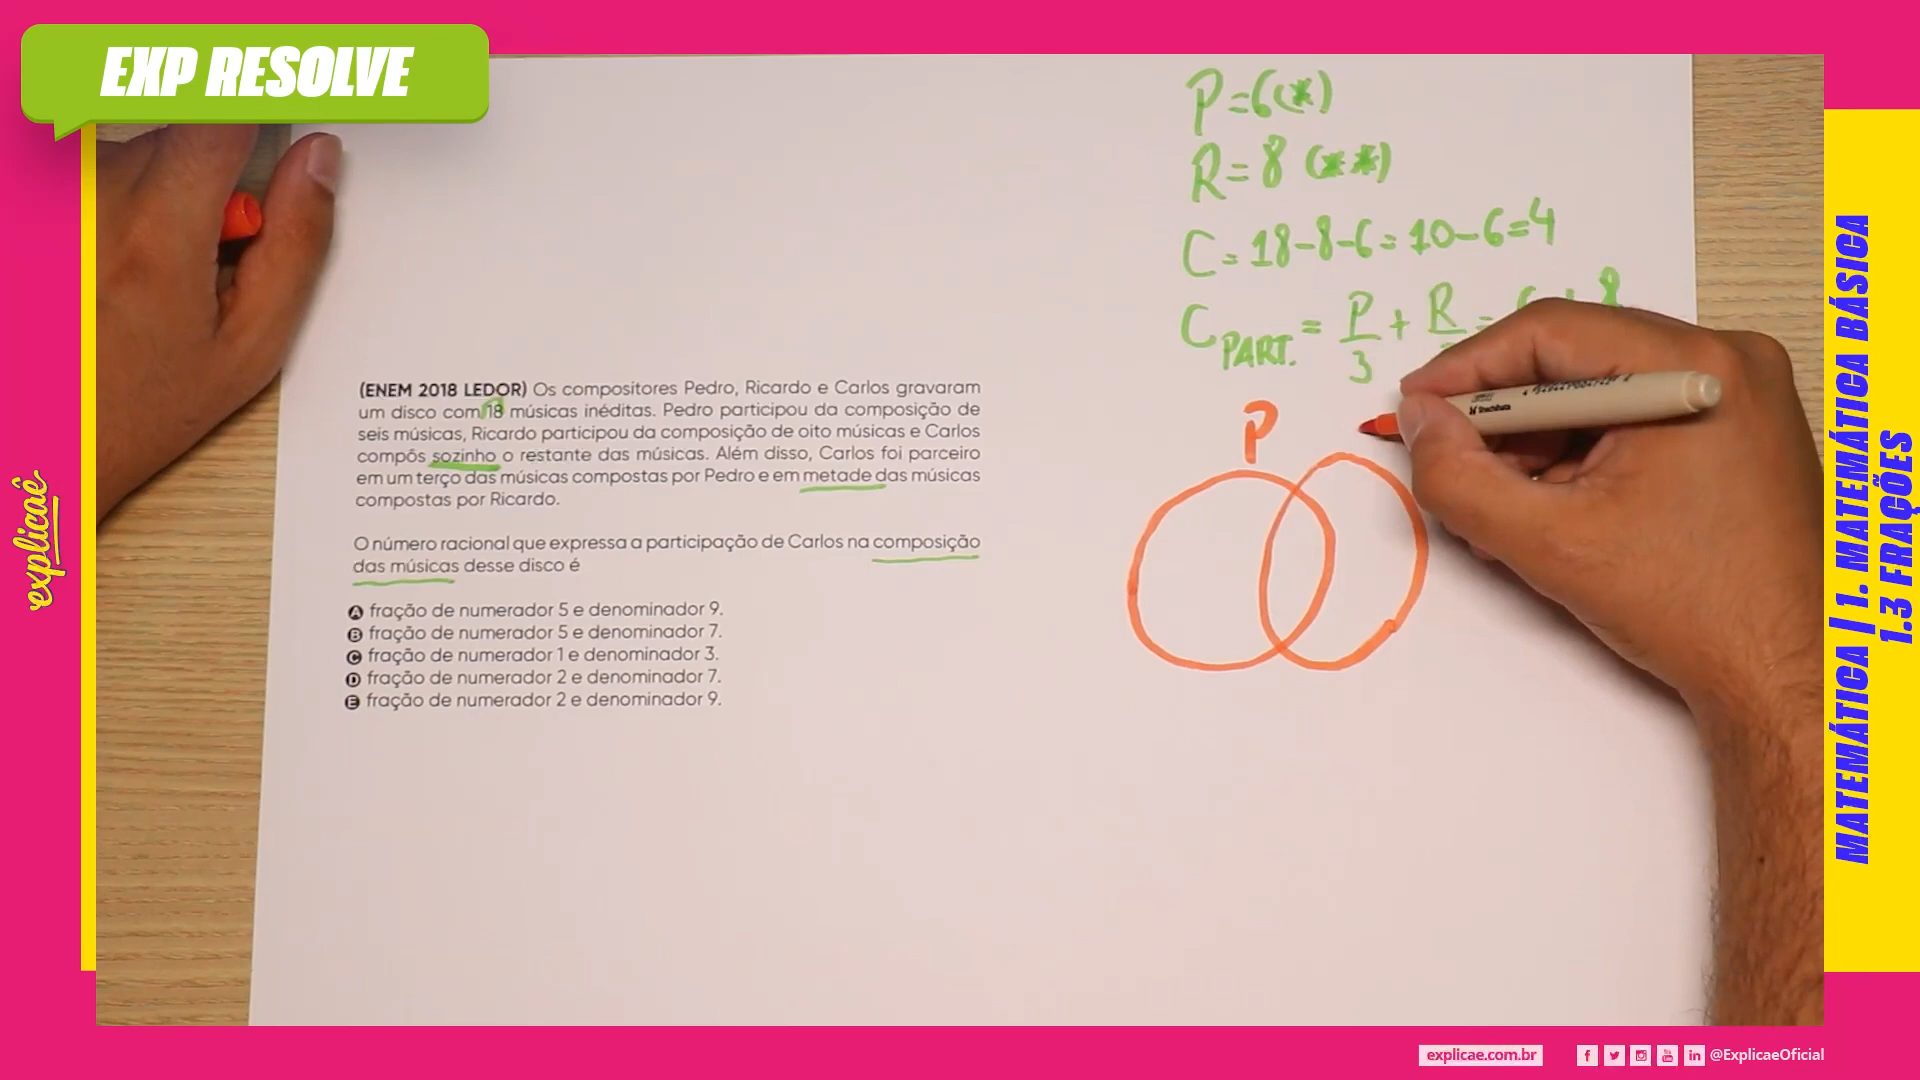 EXP RESOLVE
P=6(*)
R=8(**)
C=18-8-6=10-6=4
C PART. = P/3 + R
P
(ENEM 2018 LEDOR) Os compositores Pedro, Ricardo e Carlos gravaram
um disco com 18 músicas inéditas. Pedro participou da composição de
seis músicas, Ricardo participou da composição de oito músicas e Carlos
compôs sozinho o restante das músicas. Além disso, Carlos foi parceiro
em um terço das músicas compostas por Pedro e em metade das músicas
compostas por Ricardo.
O número racional que expressa a participação de Carlos na composição
das músicas desse disco é
A fração de numerador 5 e denominador 9.
B fração de numerador 5 e denominador 7.
C fração de numerador 1 e denominador 3.
D fração de numerador 2 e denominador 7.
E fração de numerador 2 e denominador 9.
explicaê
MATEMÁTICA | 1. MATEMÁTICA BÁSICA
1.3 FRAÇÕES
explicae.com.br
@ExplicaeOficial